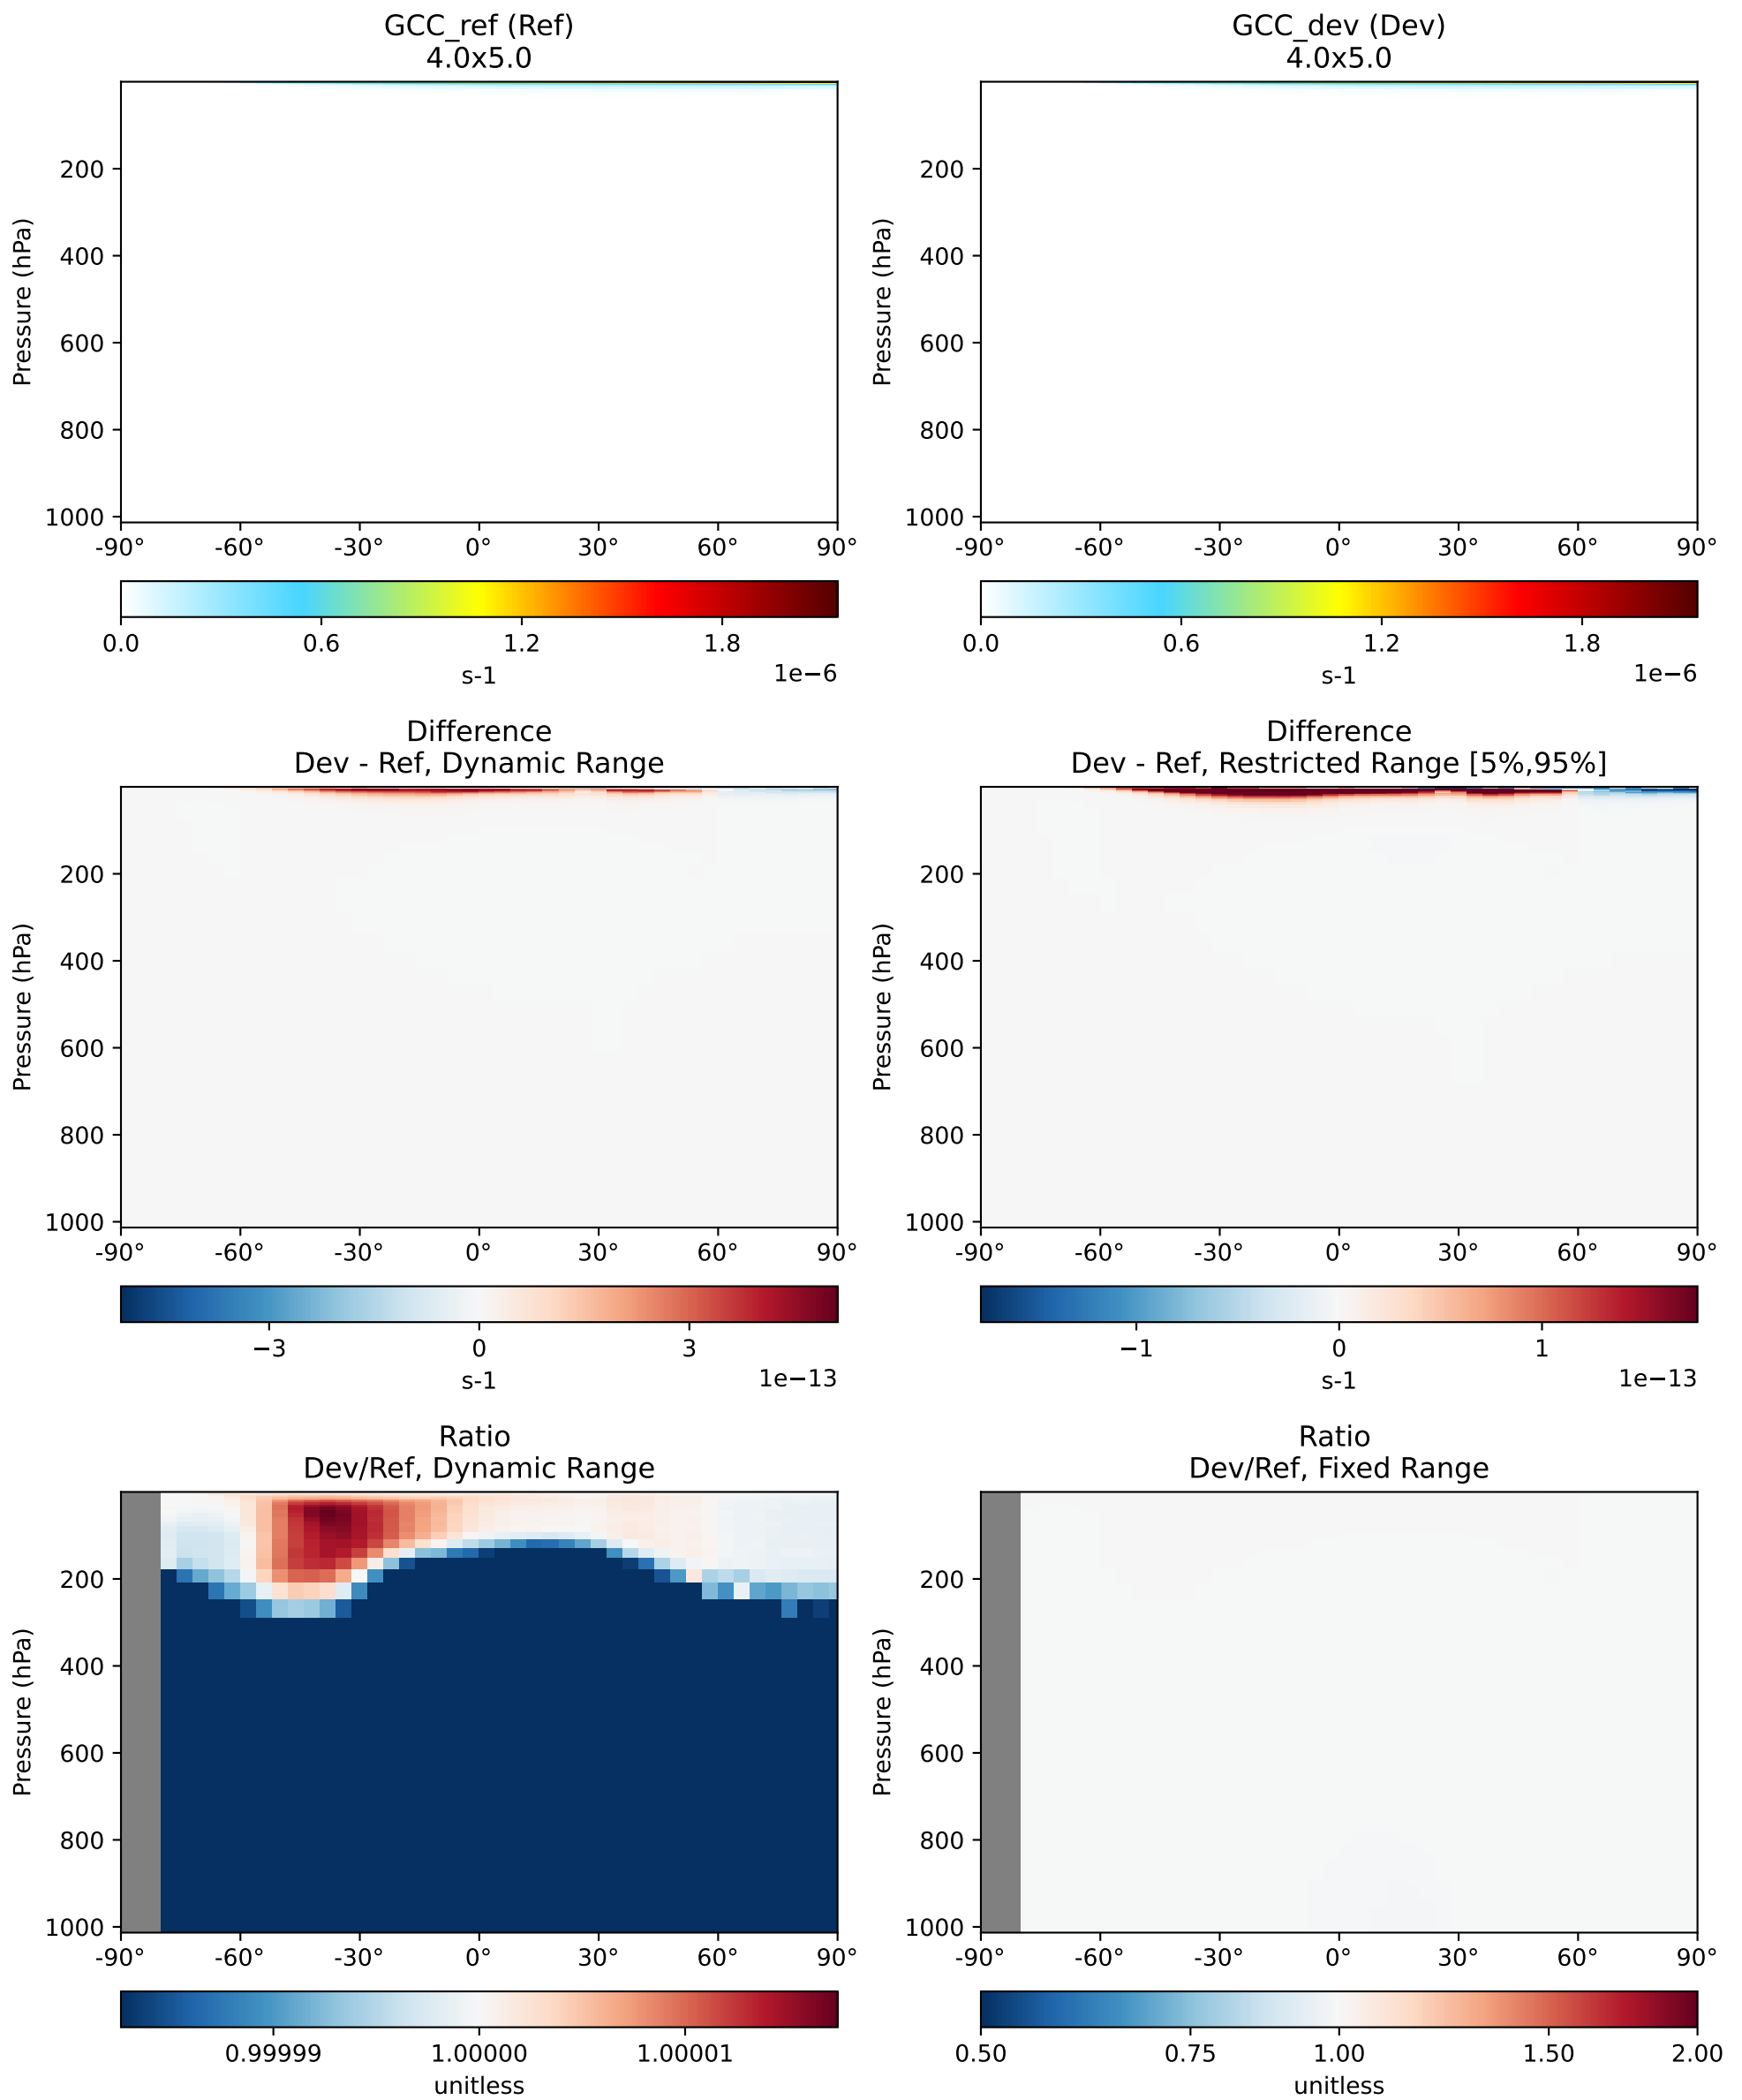 GCC_ref (Ref)
4.0x5.0
Pressure (hPa)
200
400
600
800
1000
-90° -60° -30° 0° 30° 60° 90°
0.0 0.6 1.2 1.8
s-1
1e−6
GCC_dev (Dev)
4.0x5.0
Pressure (hPa)
200
400
600
800
1000
-90° -60° -30° 0° 30° 60° 90°
0.0 0.6 1.2 1.8
s-1
1e−6
Difference
Dev - Ref, Dynamic Range
Pressure (hPa)
200
400
600
800
1000
-90° -60° -30° 0° 30° 60° 90°
−3 0 3
s-1
1e−13
Difference
Dev - Ref, Restricted Range [5%,95%]
Pressure (hPa)
200
400
600
800
1000
-90° -60° -30° 0° 30° 60° 90°
−1 0 1
s-1
1e−13
Ratio
Dev/Ref, Dynamic Range
Pressure (hPa)
200
400
600
800
1000
-90° -60° -30° 0° 30° 60° 90°
0.99999 1.00000 1.00001
unitless
Ratio
Dev/Ref, Fixed Range
Pressure (hPa)
200
400
600
800
1000
-90° -60° -30° 0° 30° 60° 90°
0.50 0.75 1.00 1.50 2.00
unitless